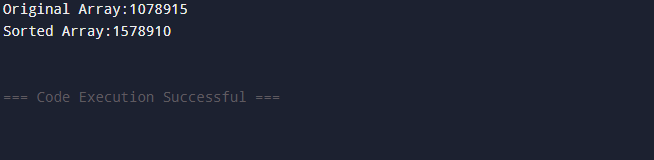 Original Array:1078915
Sorted Array:1578910
=== Code Execution Successful ===